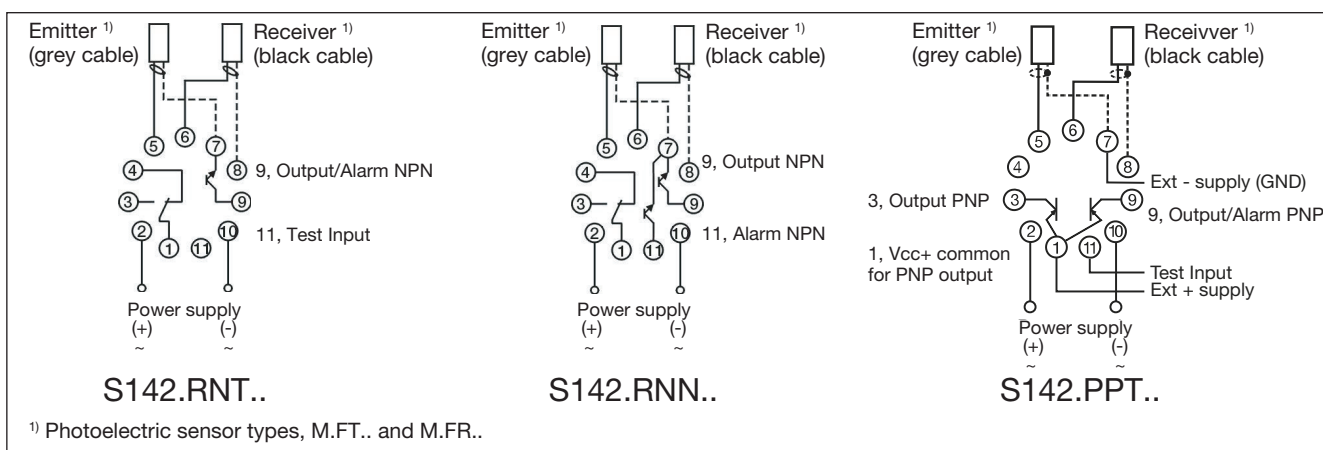 Emitter 1)
(grey cable)
Receiver 1)
(black cable)
5
6
7
8
4
9, Output/Alarm NPN
3
9
2
1
11
10
11, Test Input
Power supply
(+) (-)
~ ~
S142.RNT..
Emitter 1)
(grey cable)
Receiver 1)
(black cable)
5
6
7
8
4
9, Output NPN
3
9
2
1
11
10
11, Alarm NPN
Power supply
(+) (-)
~ ~
S142.RNN..
Emitter 1)
(grey cable)
Receivver 1)
(black cable)
5
6
7
8
4
Ext - supply (GND)
3, Output PNP
3
9
9, Output/Alarm PNP
2
1
11
10
1, Vcc+ common
for PNP output
Test Input
Ext + supply
Power supply
(+) (-)
~ ~
S142.PPT..
1) Photoelectric sensor types, M.FT.. and M.FR..